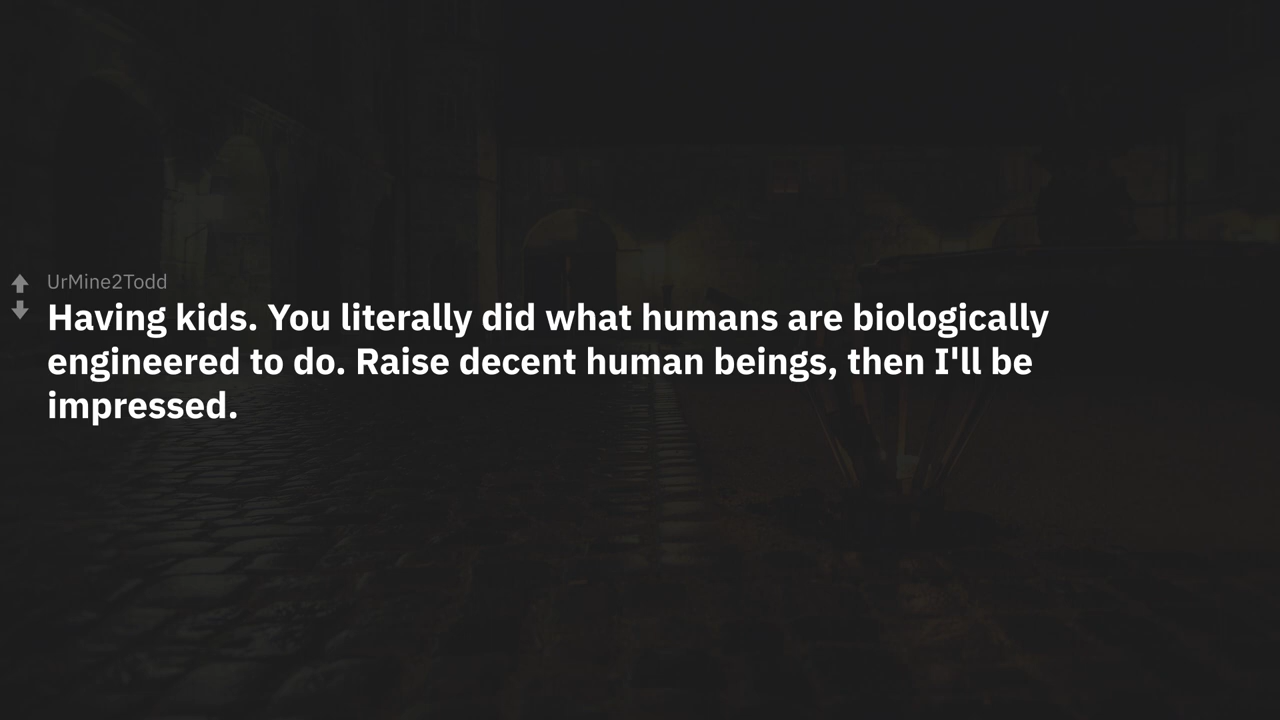 UrMine2Todd
Having kids. You literally did what humans are biologically
engineered to do. Raise decent human beings, then I'll be
impressed.